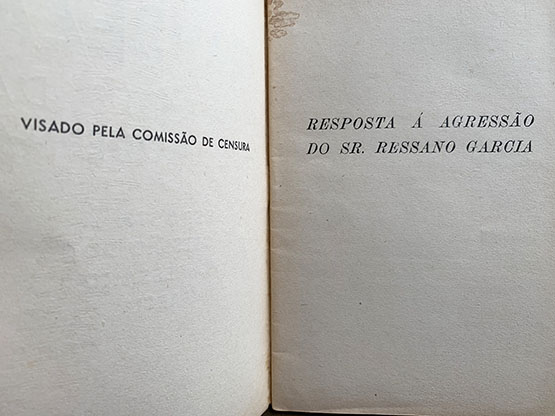 VISADO PELA COMISSÃO DE CENSURA
RESPOSTA Á AGRESSÃO
DO SR. RESSANO GARCIA